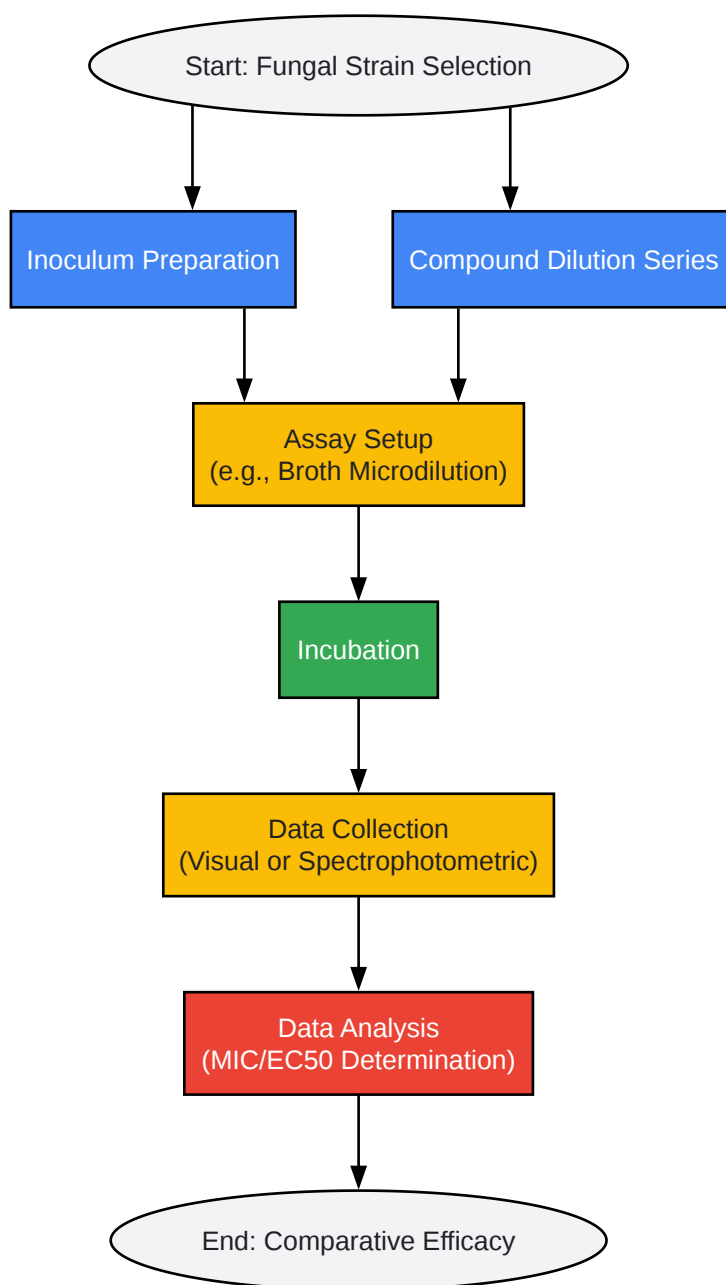 Start: Fungal Strain Selection
Inoculum Preparation
Compound Dilution Series
Assay Setup
(e.g., Broth Microdilution)
Incubation
Data Collection
(Visual or Spectrophotometric)
Data Analysis
(MIC/EC50 Determination)
End: Comparative Efficacy